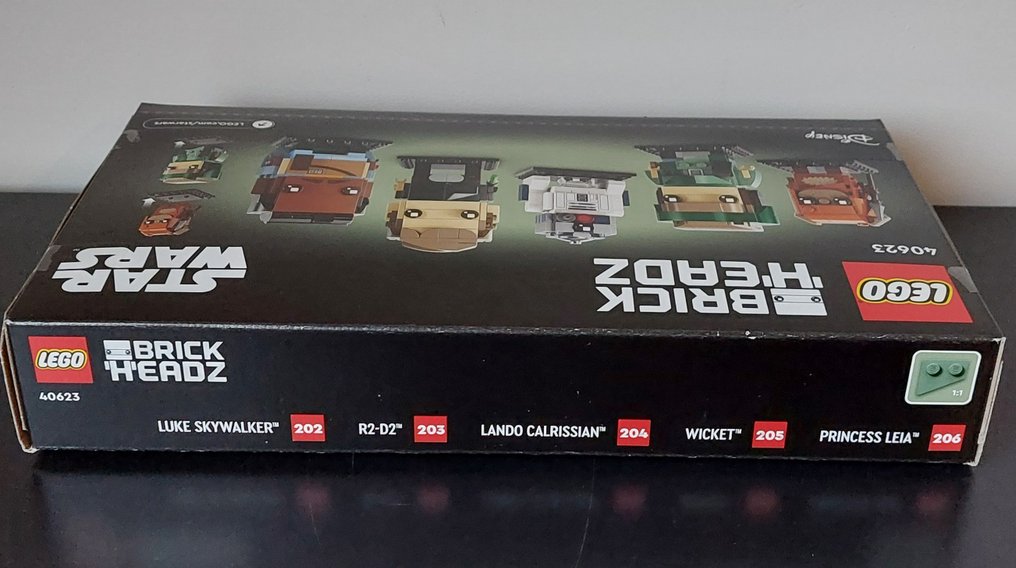 LEGO.com/starwars
Disney
40623
STAR
WARS™
BRICK
HEADZ
LEGO
LEGO
BRICK
HEADZ
40623
1:1
LUKE SKYWALKER™ 202
R2-D2™ 203
LANDO CALRISSIAN™ 204
WICKET™ 205
PRINCESS LEIA™ 206